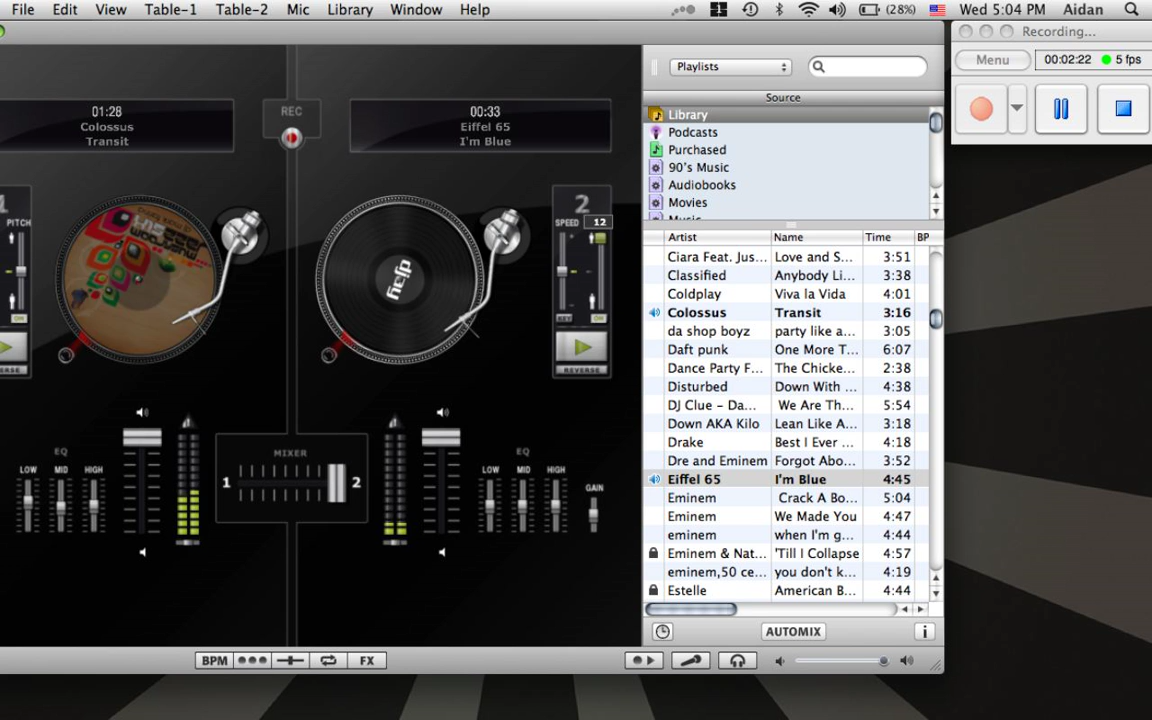 File Edit View Table-1 Table-2 Mic Library Window Help 1 (28%) Wed 5:04 PM Aidan
Recording...
Menu 00:02:22 5 fps
Playlists
Source
Library
Podcasts
Purchased
90's Music
Audiobooks
Movies
01:28
Colossus
Transit
REC
00:33
Eiffel 65
I'm Blue
PITCH
2
SPEED 12
djay
KEY
ON
ON
REVERSE
Artist Name Time BP
Ciara Feat. Jus... Love and S... 3:51
Classified Anybody Li... 3:38
Coldplay Viva la Vida 4:01
Colossus Transit 3:16
da shop boyz party like a... 3:05
Daft punk One More T... 6:07
Dance Party F... The Chicke... 2:38
Disturbed Down With ... 4:38
DJ Clue - Da... We Are Th... 5:54
Down AKA Kilo Lean Like A... 3:18
Drake Best I Ever ... 4:18
Dre and Eminem Forgot Abo... 3:52
Eiffel 65 I'm Blue 4:45
Eminem Crack A Bo... 5:04
Eminem We Made You 4:47
eminem when I'm g... 4:44
Eminem & Nat... 'Till I Collapse 4:57
eminem,50 ce... you don't k... 4:19
Estelle American B... 4:44
EQ
LOW MID HIGH
MIXER
1 2
EQ
LOW MID HIGH
GAIN
AUTOMIX
i
BPM FX